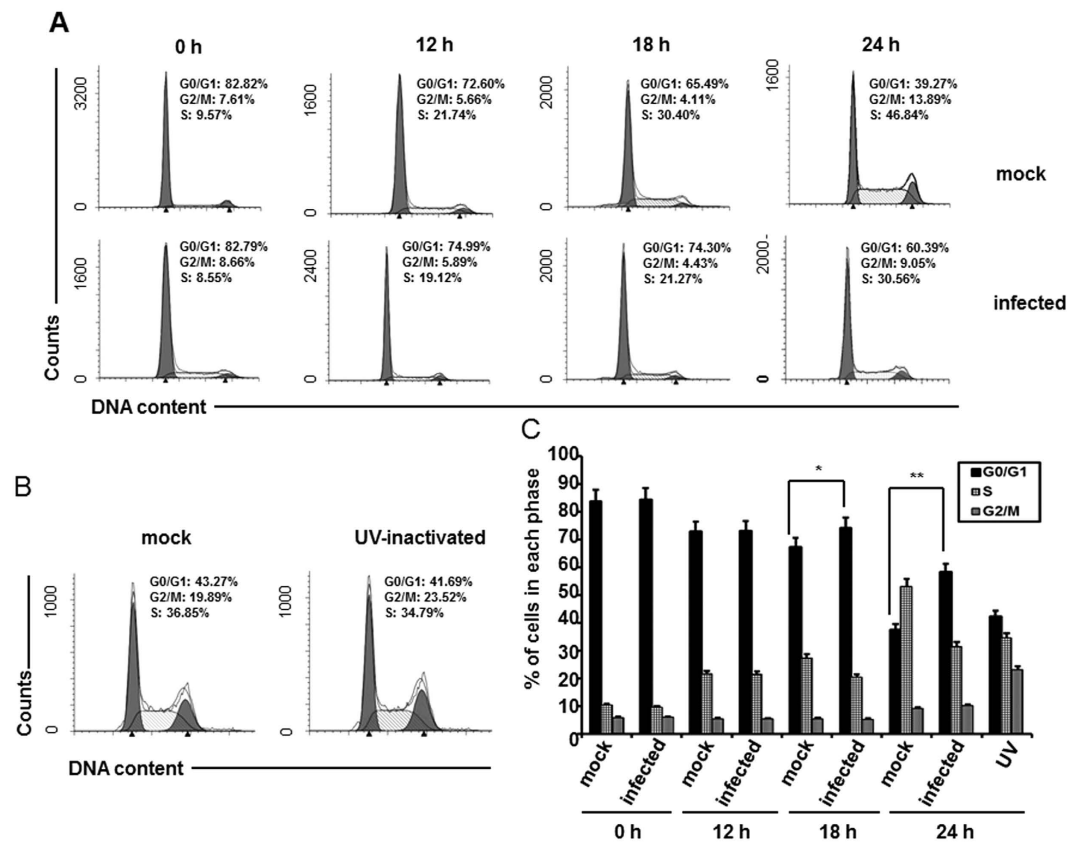 A
0 h
12 h
18 h
24 h
3200
0
G0/G1: 82.82%
G2/M: 7.61%
S: 9.57%
1600
0
G0/G1: 72.60%
G2/M: 5.66%
S: 21.74%
2000
0
G0/G1: 65.49%
G2/M: 4.11%
S: 30.40%
1600
0
G0/G1: 39.27%
G2/M: 13.89%
S: 46.84%
mock
1600
0
G0/G1: 82.79%
G2/M: 8.66%
S: 8.55%
2400
0
G0/G1: 74.99%
G2/M: 5.89%
S: 19.12%
2000
0
G0/G1: 74.30%
G2/M: 4.43%
S: 21.27%
2000
0
G0/G1: 60.39%
G2/M: 9.05%
S: 30.56%
infected
Counts
DNA content
B
mock
UV-inactivated
1000
0
G0/G1: 43.27%
G2/M: 19.89%
S: 36.85%
1000
0
G0/G1: 41.69%
G2/M: 23.52%
S: 34.79%
Counts
DNA content
C
% of cells in each phase
100
90
80
70
60
50
40
30
20
10
0
*
**
G0/G1
S
G2/M
mock
infected
mock
infected
mock
infected
mock
infected
UV
0 h
12 h
18 h
24 h